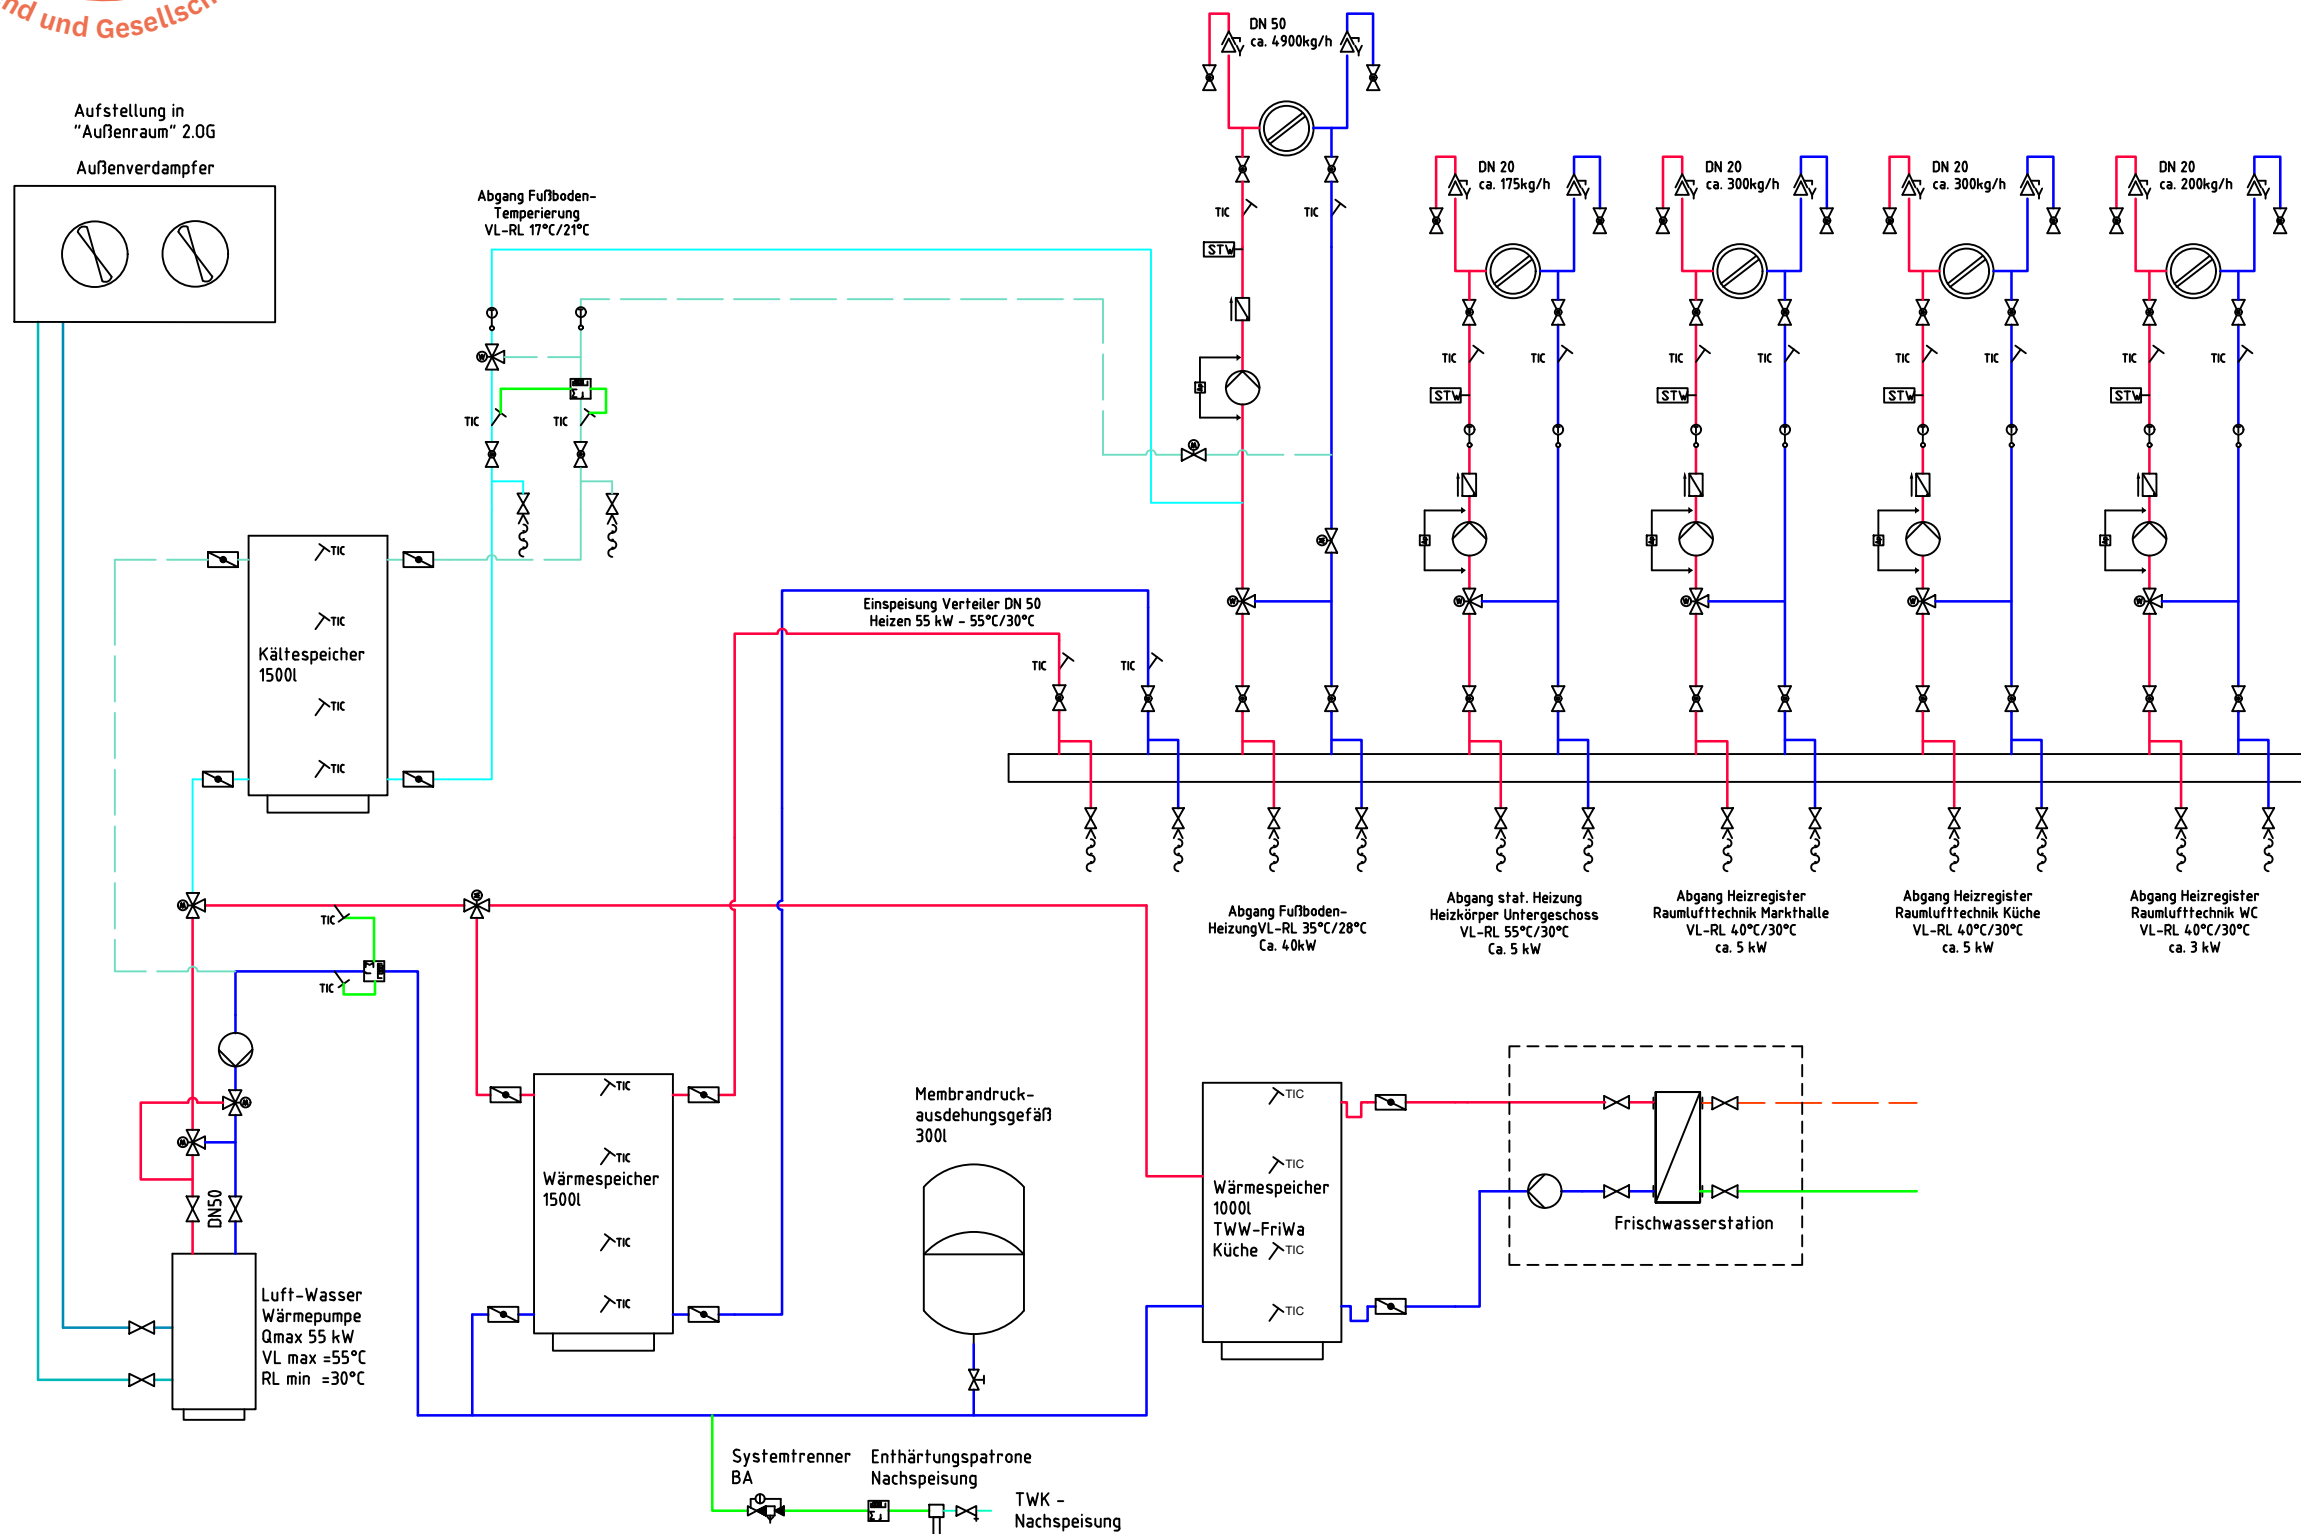 nd und Gesellsch
DN 50
ca. 4900kg/h
Aufstellung in
"Außenraum" 2.OG
Außenverdampfer
Abgang Fußboden-
Temperierung
VL-RL 17°C/21°C
DN 20
ca. 175kg/h
DN 20
ca. 300kg/h
DN 20
ca. 300kg/h
DN 20
ca. 200kg/h
TIC
TIC
STW
TIC
TIC
TIC
TIC
TIC
TIC
TIC
TIC
STW
STW
STW
STW
TIC
TIC
TIC
TIC
Kältespeicher
1500l
TIC
TIC
Einspeisung Verteiler DN 50
Heizen 55 kW - 55°C/30°C
TIC
TIC
Abgang Fußboden-
HeizungVL-RL 35°C/28°C
Ca. 40kW
Abgang stat. Heizung
Heizkörper Untergeschoss
VL-RL 55°C/30°C
Ca. 5 kW
Abgang Heizregister
Raumlufttechnik Markthalle
VL-RL 40°C/30°C
ca. 5 kW
Abgang Heizregister
Raumlufttechnik Küche
VL-RL 40°C/30°C
ca. 5 kW
Abgang Heizregister
Raumlufttechnik WC
VL-RL 40°C/30°C
ca. 3 kW
TIC
TIC
DN50
Luft-Wasser
Wärmepumpe
Qmax 55 kW
VL max =55°C
RL min =30°C
TIC
TIC
Wärmespeicher
1500l
TIC
TIC
Membrandruck-
ausdehungsgefäß
300l
TIC
TIC
Wärmespeicher
1000l
TWW-FriWa
Küche
TIC
TIC
Frischwasserstation
Systemtrenner
BA
Enthärtungspatrone
Nachspeisung
TWK -
Nachspeisung